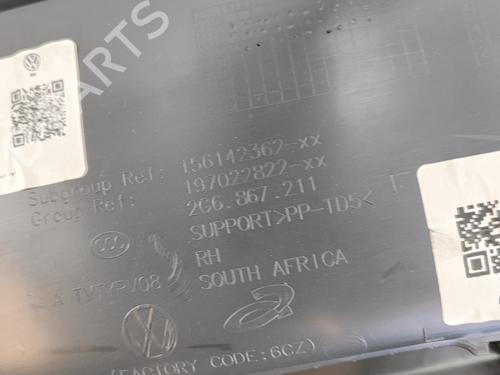 PARTS
Subgroup Ref: 156142362-xx
Group Ref: 197022822-xx
2G6.867.211
SUPPORT>PP-TD5<
RH
SOUTH AFRICA
(FACTORY CODE:6CZ)